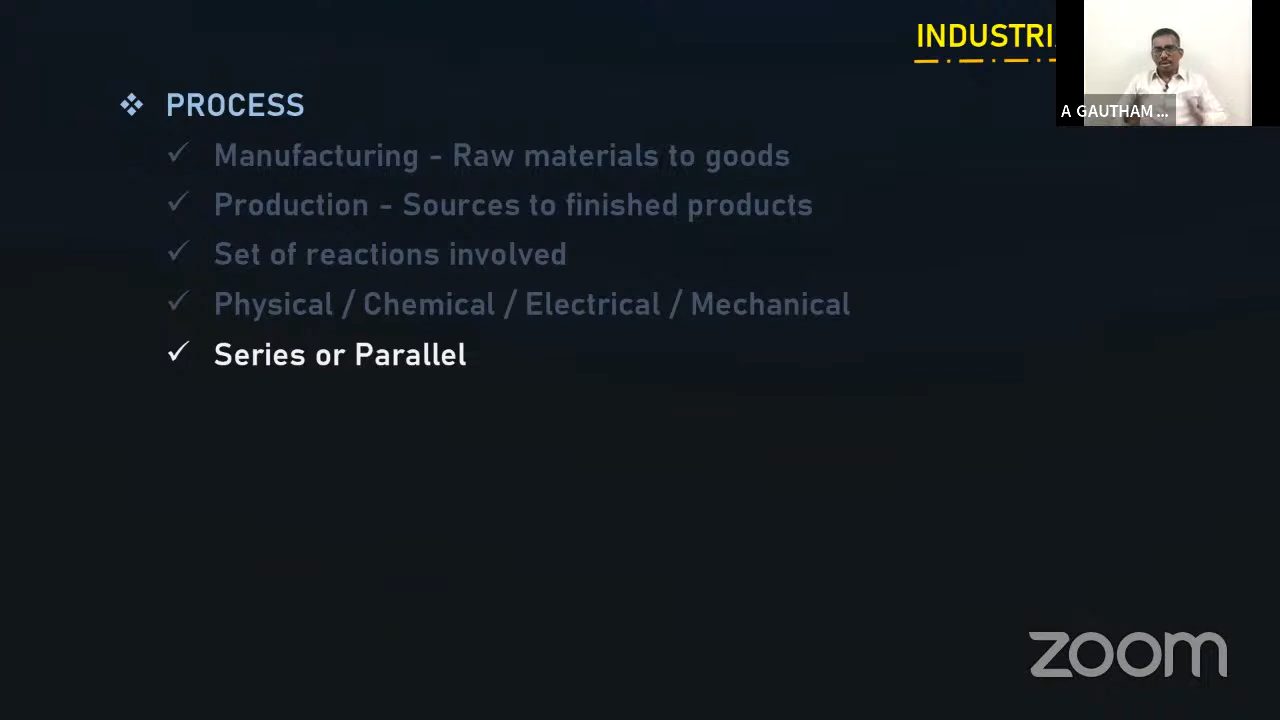 INDUSTRI
A GAUTHAM ...
PROCESS
Manufacturing - Raw materials to goods
Production - Sources to finished products
Set of reactions involved
Physical / Chemical / Electrical / Mechanical
Series or Parallel
zoom